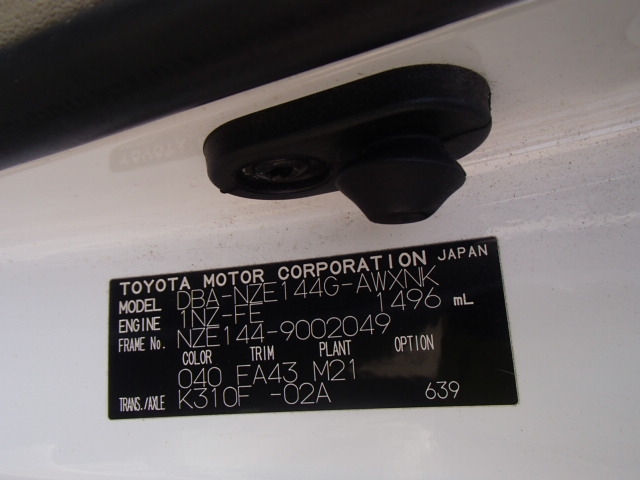 TOYOTA MOTOR CORPORATION JAPAN
MODEL DBA-NZE144G-AWXNK
ENGINE 1NZ-FE 1496 mL
FRAME No. NZE144-9002049
COLOR TRIM PLANT OPTION
040 FA43 M21
TRANS./AXLE K310F -02A 639